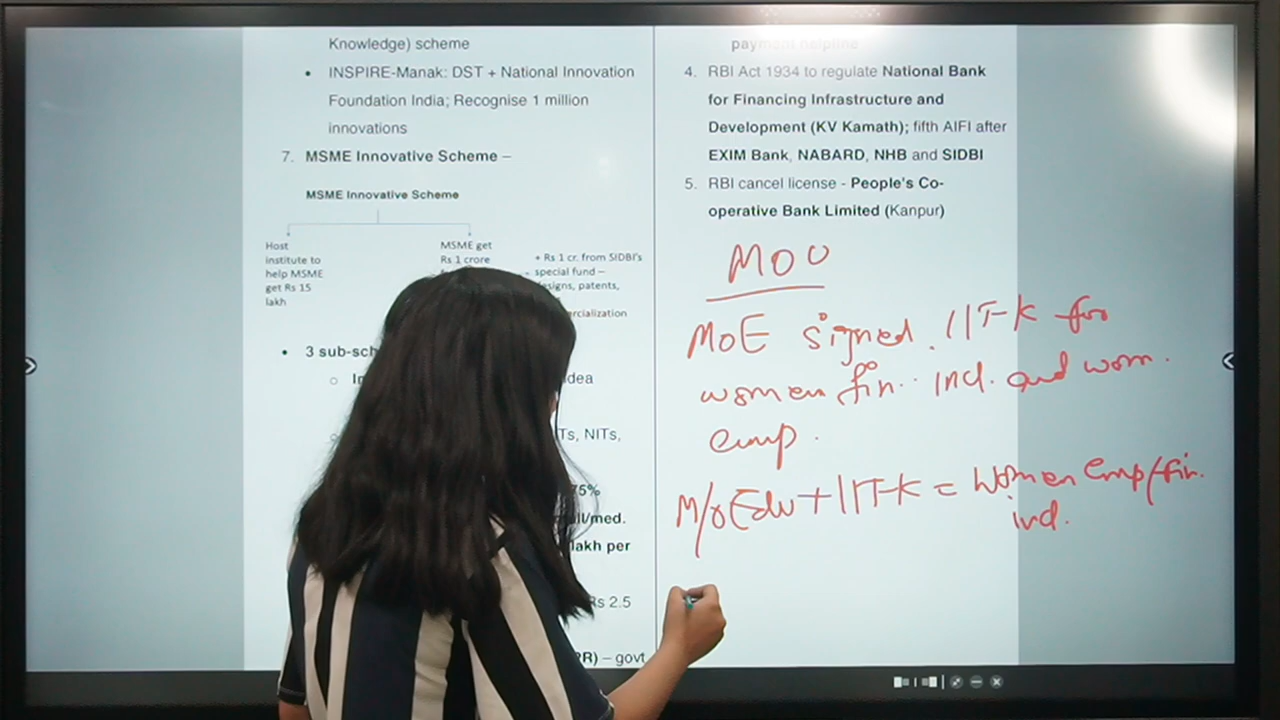 Knowledge) scheme
• INSPIRE-Manak: DST + National Innovation
Foundation India; Recognise 1 million
innovations
7. MSME Innovative Scheme –
MSME Innovative Scheme
Host
institute to
help MSME
get Rs 15
lakh
MSME get
Rs 1 crore
+ Rs 1 cr. from SIDBI's
special fund –
designs, patents,
• 3 sub-sch
idea
Ts, NITs,
75%
/med.
lakh per
Rs 2.5
– govt
payment helpline
4. RBI Act 1934 to regulate National Bank
for Financing Infrastructure and
Development (KV Kamath); fifth AIFI after
EXIM Bank, NABARD, NHB and SIDBI
5. RBI cancel license - People's Co-
operative Bank Limited (Kanpur)
MOU
MoE signed IIT-K for
women fin. incl. and wom.
emp.
M/o Edu + IIT-K = Women emp/fin.
incl.